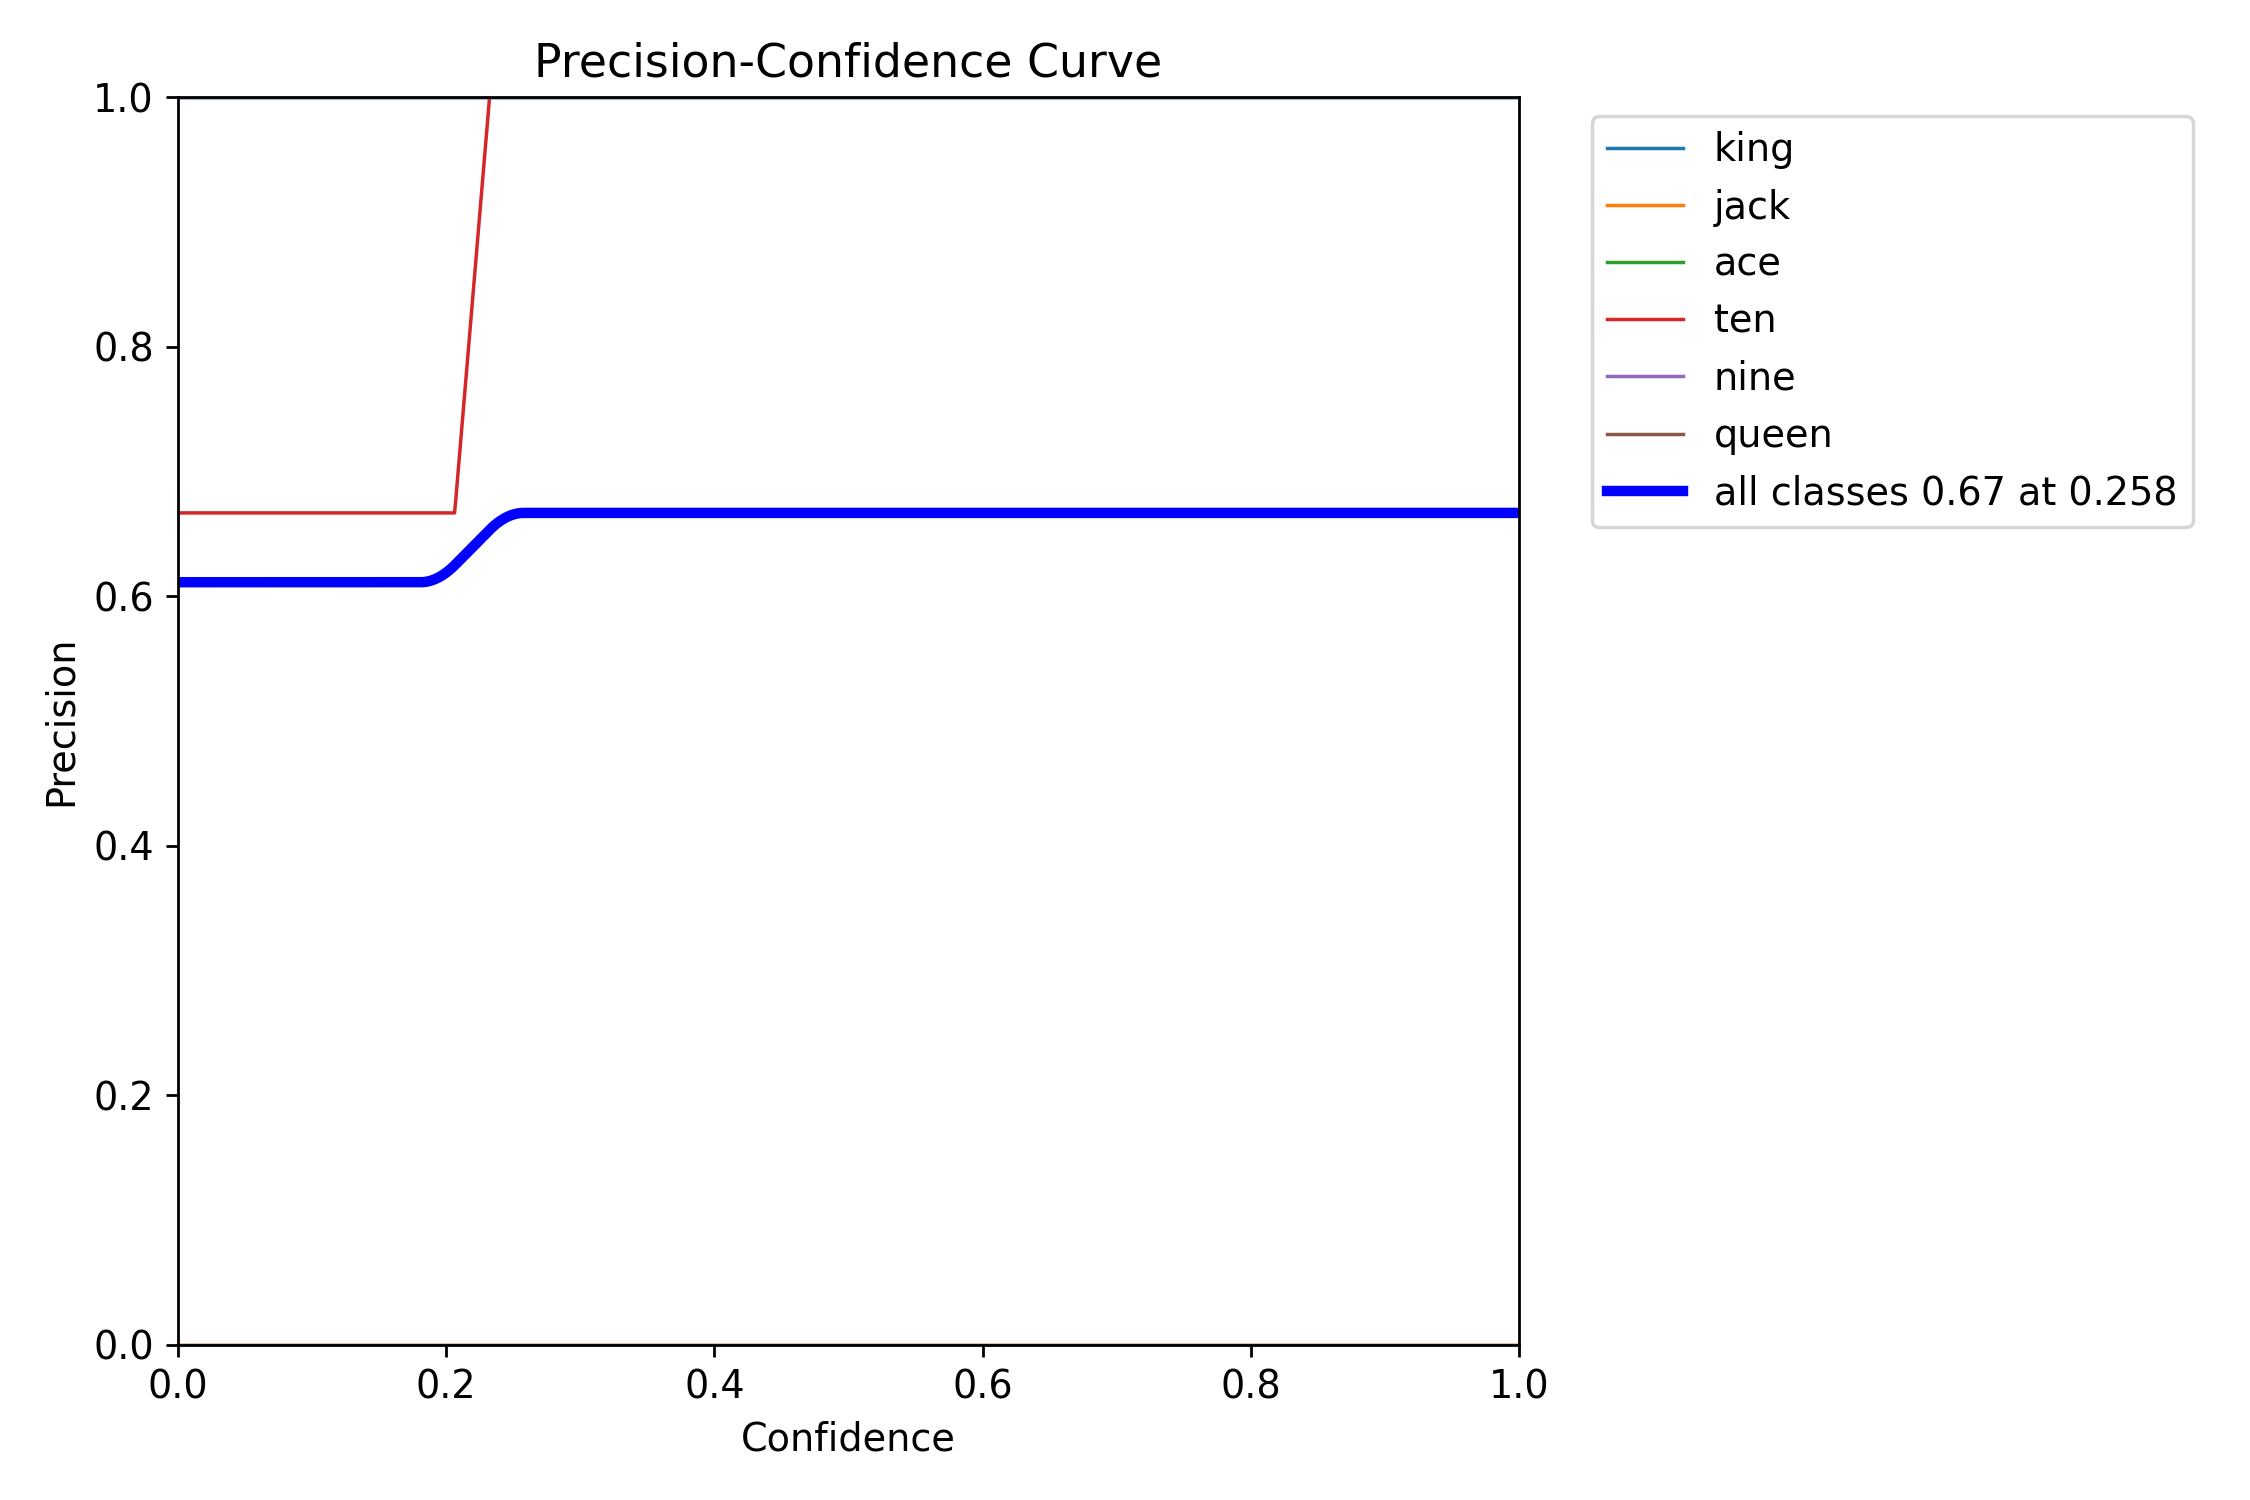 Precision-Confidence Curve
1.0
0.8
0.6
0.4
0.2
0.0
Precision
0.0 0.2 0.4 0.6 0.8 1.0
Confidence
king
jack
ace
ten
nine
queen
all classes 0.67 at 0.258